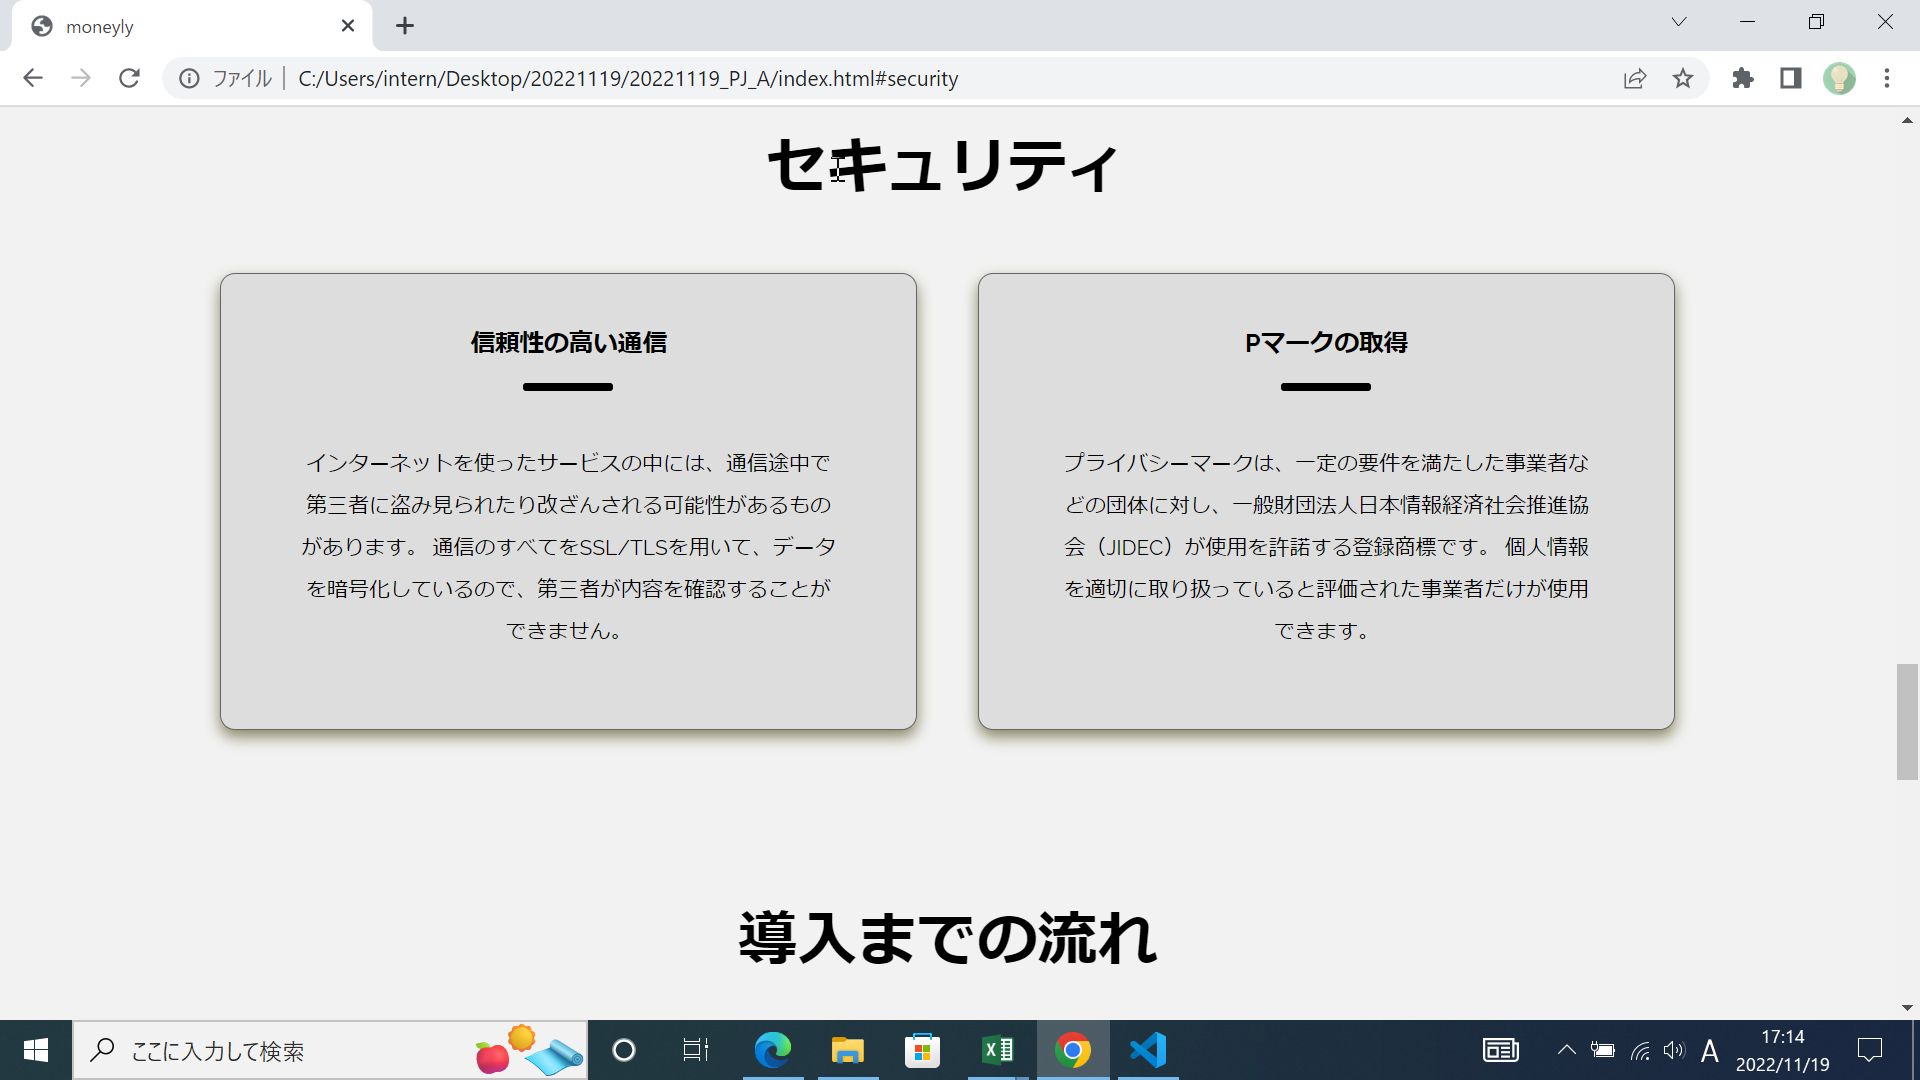 moneyly
ファイル
C:/Users/intern/Desktop/20221119/20221119_PJ_A/index.html#security
セキュリティ
信頼性の高い通信
インターネットを使ったサービスの中には、通信途中で
第三者に盗み見られたり改ざんされる可能性があるもの
があります。 通信のすべてをSSL/TLSを用いて、データ
を暗号化しているので、第三者が内容を確認することが
できません。
Pマークの取得
プライバシーマークは、一定の要件を満たした事業者な
どの団体に対し、一般財団法人日本情報経済社会推進協
会（JIDEC）が使用を許諾する登録商標です。 個人情報
を適切に取り扱っていると評価された事業者だけが使用
できます。
導入までの流れ
ここに入力して検索
A
17:14
2022/11/19